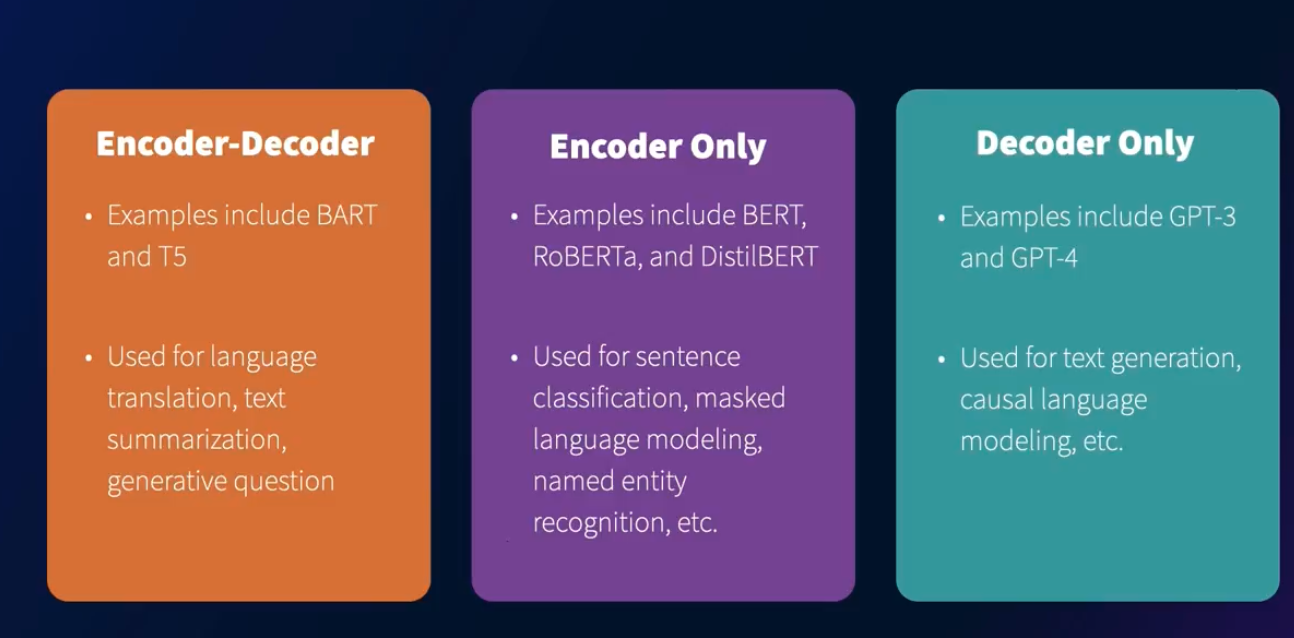 Encoder-Decoder
• Examples include BART
and T5
• Used for language
translation, text
summarization,
generative question
Encoder Only
• Examples include BERT,
RoBERTa, and DistilBERT
• Used for sentence
classification, masked
language modeling,
named entity
recognition, etc.
Decoder Only
• Examples include GPT-3
and GPT-4
• Used for text generation,
causal language
modeling, etc.